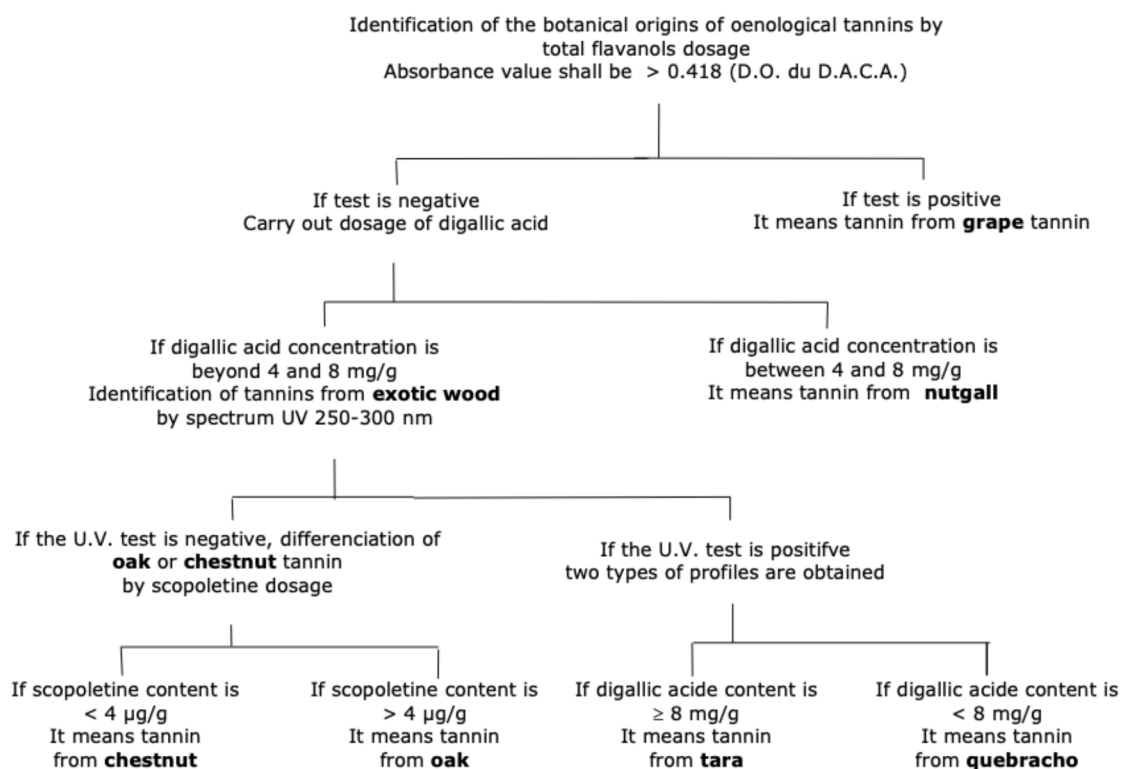 Identification of the botanical origins of oenological tannins by
total flavanols dosage
Absorbance value shall be > 0.418 (D.O. du D.A.C.A.)
If test is negative
Carry out dosage of digallic acid
If test is positive
It means tannin from grape tannin
If digallic acid concentration is
beyond 4 and 8 mg/g
Identification of tannins from exotic wood
by spectrum UV 250-300 nm
If digallic acid concentration is
between 4 and 8 mg/g
It means tannin from nutgall
If the U.V. test is negative, differenciation of
oak or chestnut tannin
by scopoletine dosage
If the U.V. test is positifve
two types of profiles are obtained
If scopoletine content is
< 4 µg/g
It means tannin
from chestnut
If scopoletine content is
> 4 µg/g
It means tannin
from oak
If digallic acide content is
≥ 8 mg/g
It means tannin
from tara
If digallic acide content is
< 8 mg/g
It means tannin
from quebracho